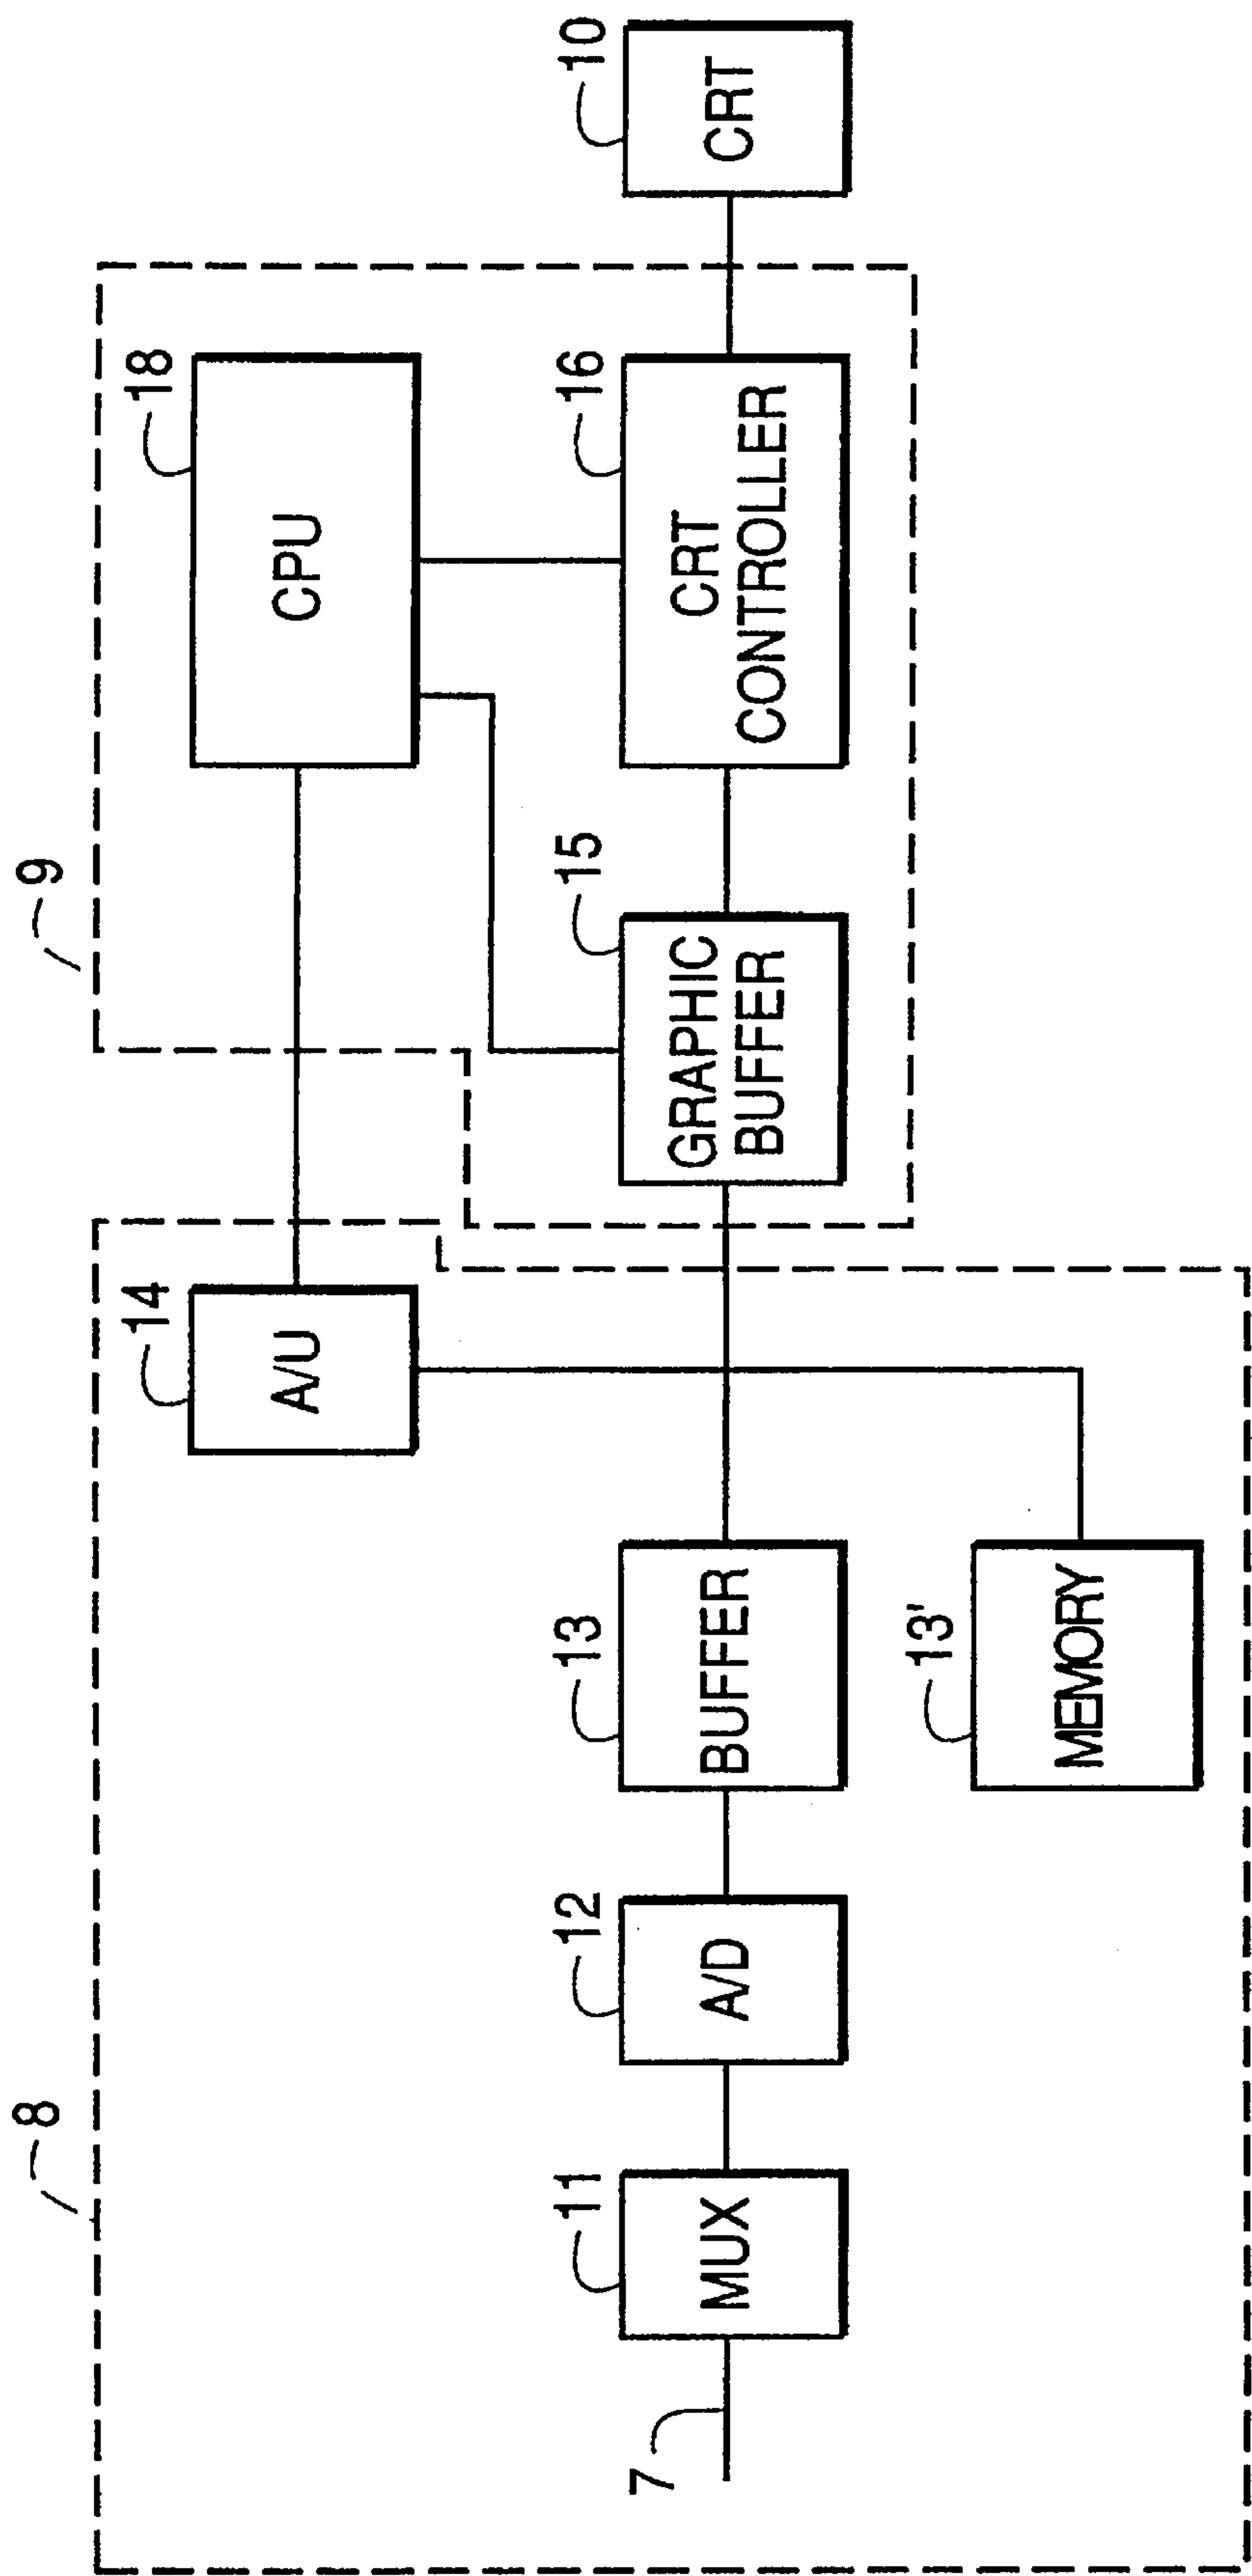 8
9
7
11
MUX
12
A/D
13
BUFFER
13'
MEMORY
14
A/U
15
GRAPHIC
BUFFER
18
CPU
16
CRT
CONTROLLER
10
CRT